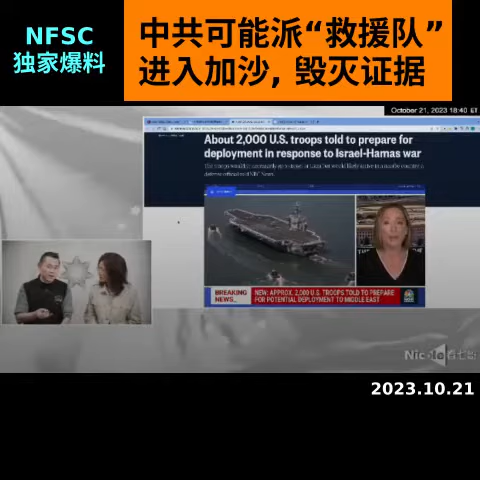 NFSC
独家爆料
中共可能派“救援队”
进入加沙, 毁灭证据
October 21, 2023 18:40 ET
About 2,000 U.S. troops told to prepare for
deployment in response to Israel-Hamas war
BREAKING
NEWS
NEW: APPROX. 2,000 U.S. TROOPS TOLD TO PREPARE
FOR POTENTIAL DEPLOYMENT TO MIDDLE EAST
2023.10.21